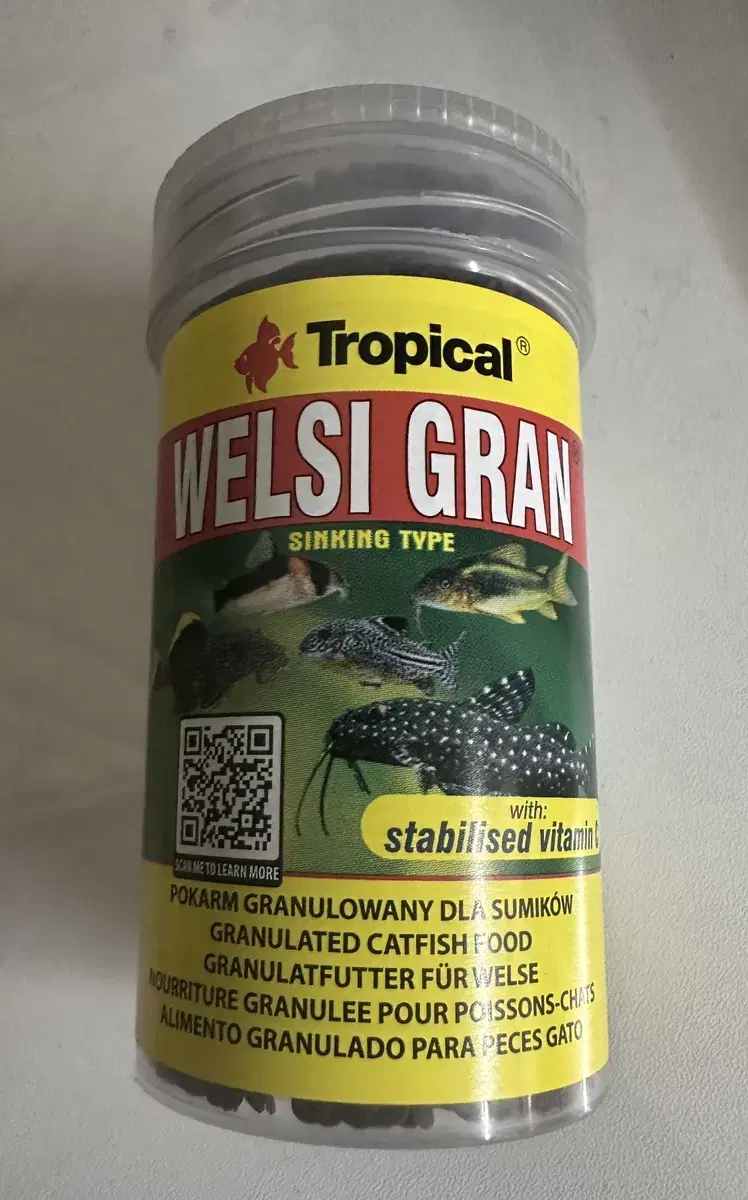 Tropical®
WELSI GRAN®
SINKING TYPE
with:
stabilised vitamin C
SCAN ME TO LEARN MORE
POKARM GRANULOWANY DLA SUMIKÓW
GRANULATED CATFISH FOOD
GRANULATFUTTER FÜR WELSE
NOURRITURE GRANULEE POUR POISSONS-CHATS
ALIMENTO GRANULADO PARA PECES GATO